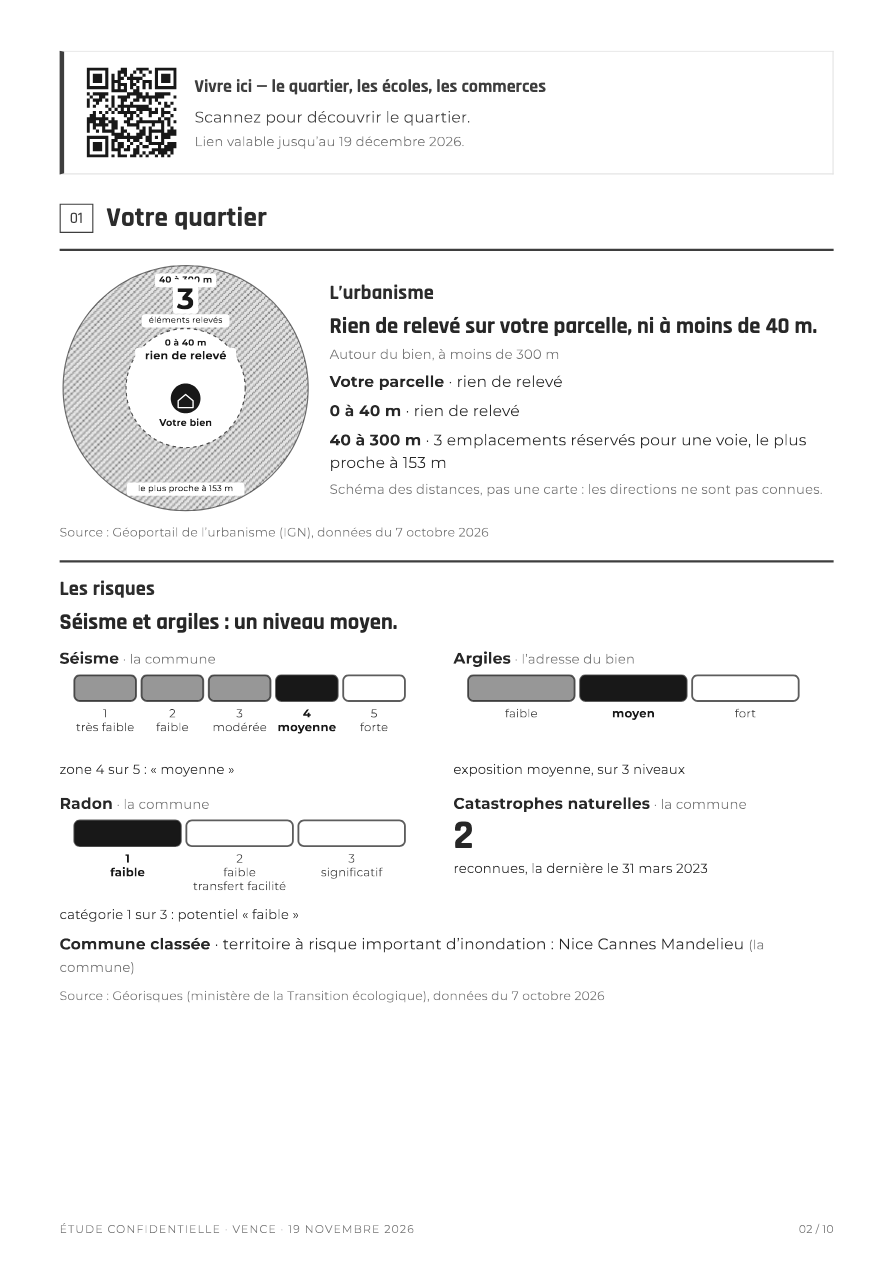 Vivre ici — le quartier, les écoles, les commerces
Scannez pour découvrir le quartier.
Lien valable jusqu'au 19 décembre 2026.
01 Votre quartier
40 à 300 m
3
éléments relevés
0 à 40 m
rien de relevé
Votre bien
le plus proche à 153 m
L'urbanisme
Rien de relevé sur votre parcelle, ni à moins de 40 m.
Autour du bien, à moins de 300 m
Votre parcelle · rien de relevé
0 à 40 m · rien de relevé
40 à 300 m · 3 emplacements réservés pour une voie, le plus
proche à 153 m
Schéma des distances, pas une carte : les directions ne sont pas connues.
Source : Géoportail de l'urbanisme (IGN), données du 7 octobre 2026
Les risques
Séisme et argiles : un niveau moyen.
Séisme · la commune
1 2 3 4 5
très faible faible modérée moyenne forte
zone 4 sur 5 : « moyenne »
Argiles · l'adresse du bien
faible moyen fort
exposition moyenne, sur 3 niveaux
Radon · la commune
1 2 3
faible faible significatif
transfert facilité
catégorie 1 sur 3 : potentiel « faible »
Catastrophes naturelles · la commune
2
reconnues, la dernière le 31 mars 2023
Commune classée · territoire à risque important d'inondation : Nice Cannes Mandelieu (la
commune)
Source : Géorisques (ministère de la Transition écologique), données du 7 octobre 2026
ÉTUDE CONFIDENTIELLE · VENCE · 19 NOVEMBRE 2026
02 / 10